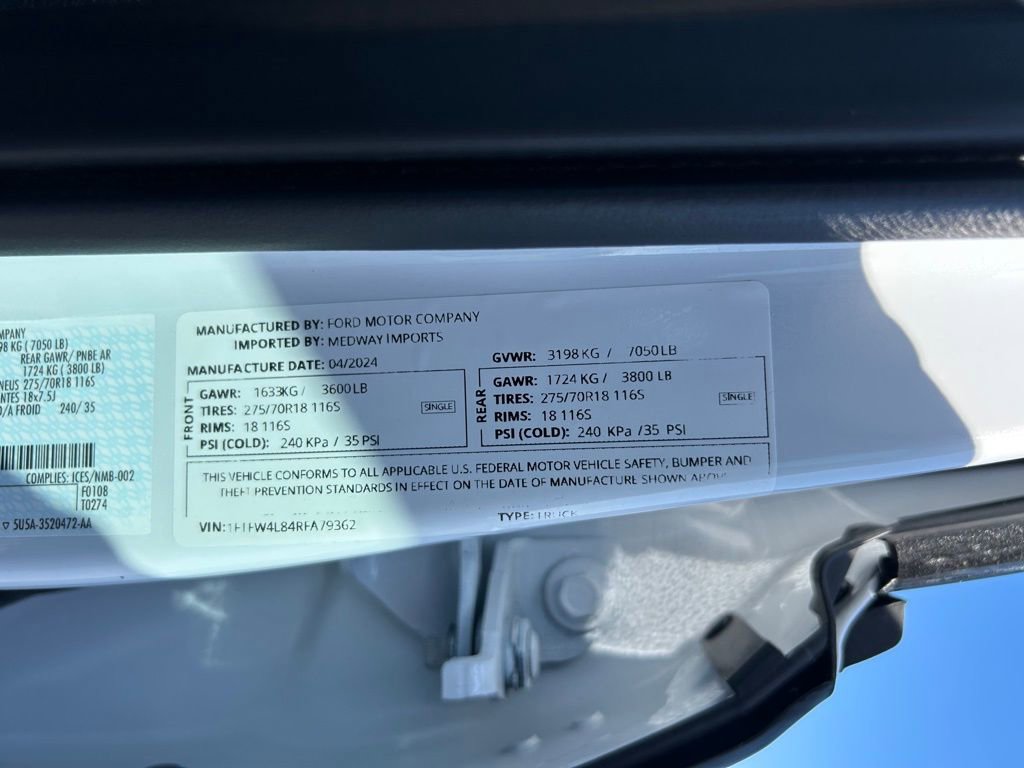 MPANY
98 KG ( 7050 LB)
REAR GAWR/ PNBE AR
1724 KG ( 3800 LB)
NEUS 275/70R18 116S
NTES 18x7.5J
/A FROID 240/ 35
COMPLIES: ICES/NMB-002
F0108
T0274
5U5A-3520472-AA
MANUFACTURED BY: FORD MOTOR COMPANY
IMPORTED BY: MEDWAY IMPORTS
MANUFACTURE DATE: 04/2024
GVWR: 3198 KG / 7050 LB
FRONT
GAWR: 1633KG / 3600 LB
TIRES: 275/70R18 116S
RIMS: 18 116S
PSI (COLD): 240 KPa / 35 PSI
SINGLE
REAR
GAWR: 1724 KG / 3800 LB
TIRES: 275/70R18 116S
RIMS: 18 116S
PSI (COLD): 240 KPa / 35 PSI
SINGLE
THIS VEHICLE CONFORMS TO ALL APPLICABLE U.S. FEDERAL MOTOR VEHICLE SAFETY, BUMPER AND
THEFT PREVENTION STANDARDS IN EFFECT ON THE DATE OF MANUFACTURE SHOWN ABOVE
VIN: 1FTFW4L84RFA79362
TYPE: TRUCK